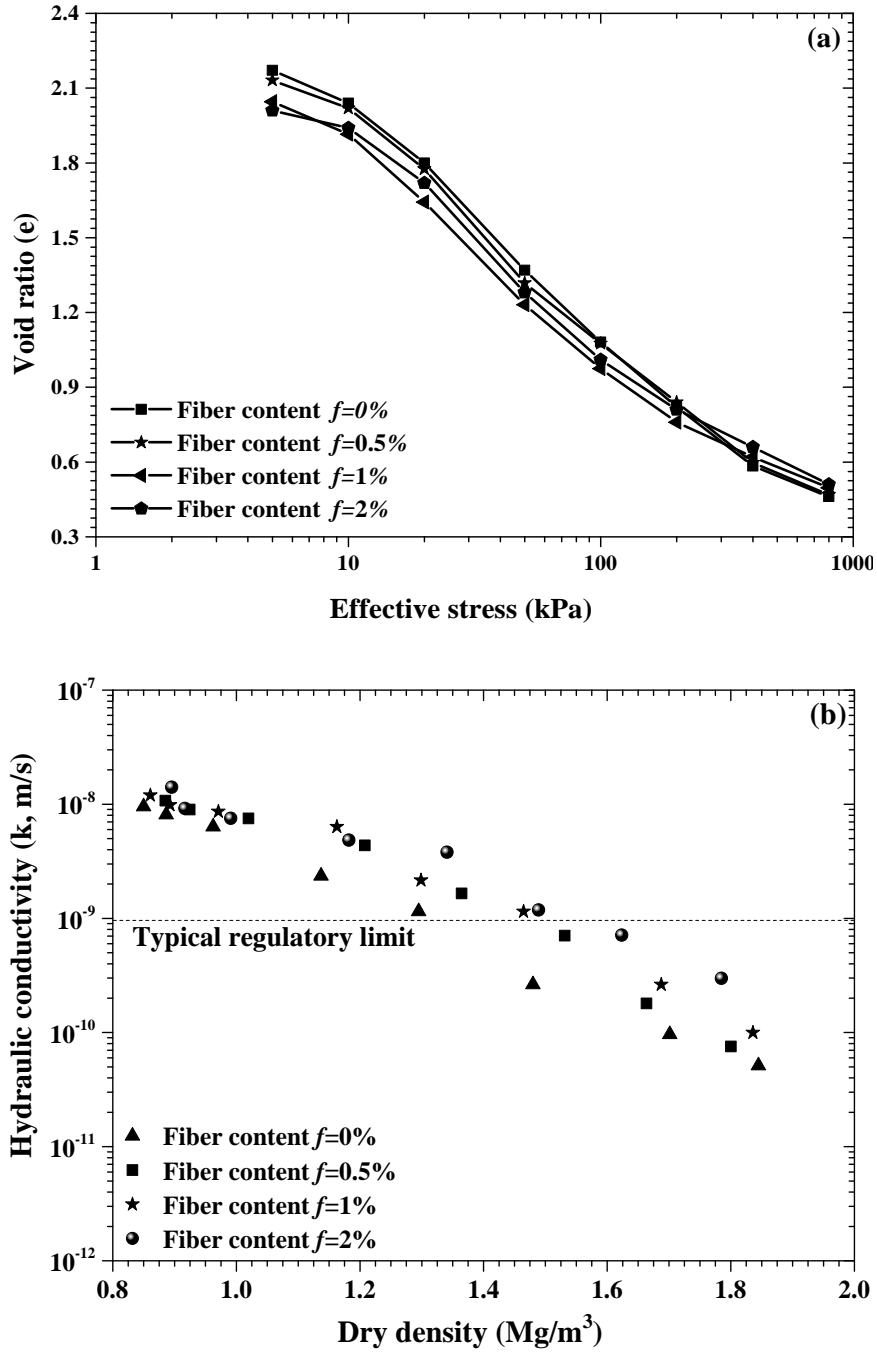 (a)
2.4
2.1
1.8
1.5
1.2
0.9
0.6
0.3
Void ratio (e)
Fiber content f=0%
Fiber content f=0.5%
Fiber content f=1%
Fiber content f=2%
1 10 100 1000
Effective stress (kPa)
(b)
10⁻⁷
10⁻⁸
10⁻⁹
10⁻¹⁰
10⁻¹¹
10⁻¹²
Hydraulic conductivity (k, m/s)
Typical regulatory limit
Fiber content f=0%
Fiber content f=0.5%
Fiber content f=1%
Fiber content f=2%
0.8 1.0 1.2 1.4 1.6 1.8 2.0
Dry density (Mg/m³)